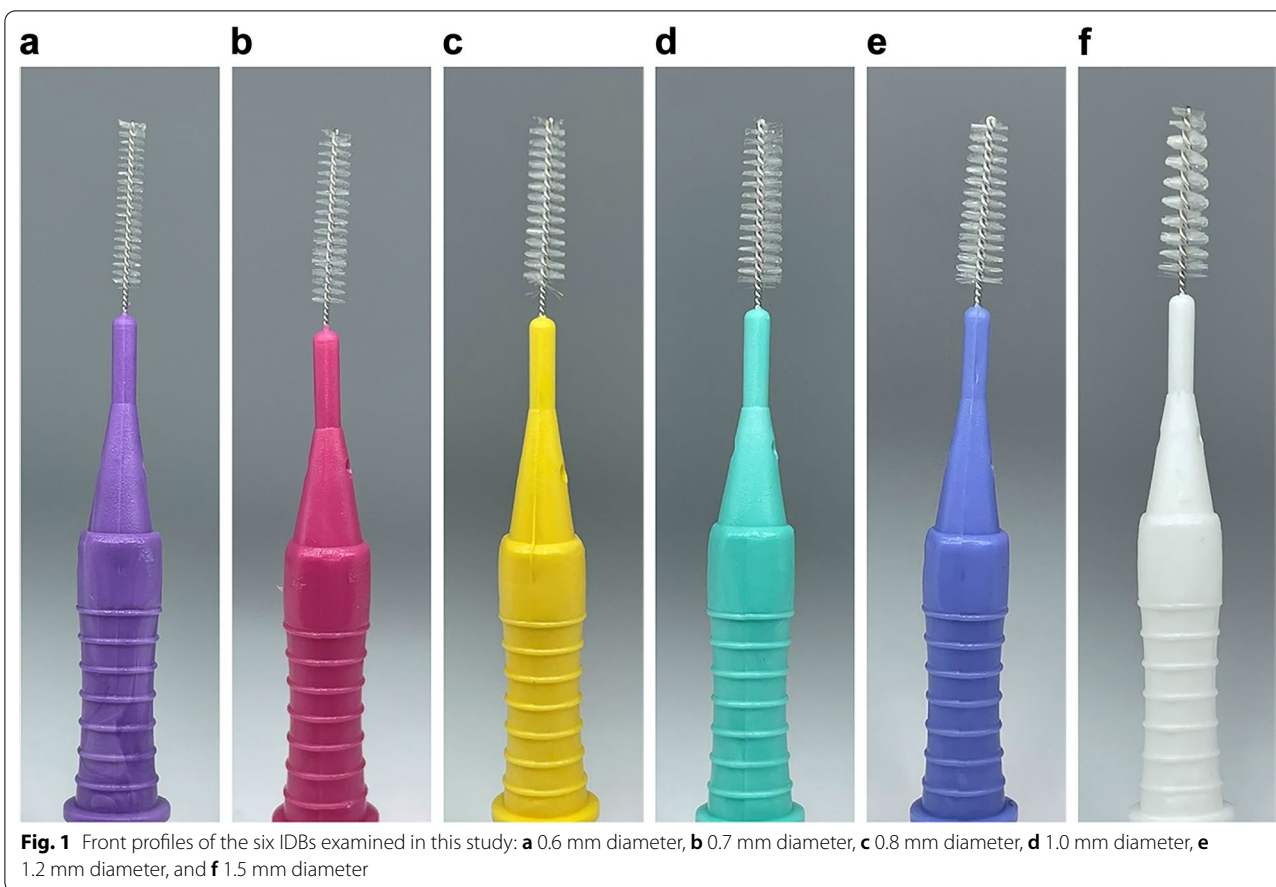 a b c d e f
Fig. 1 Front profiles of the six IDBs examined in this study: a 0.6 mm diameter, b 0.7 mm diameter, c 0.8 mm diameter, d 1.0 mm diameter, e
1.2 mm diameter, and f 1.5 mm diameter